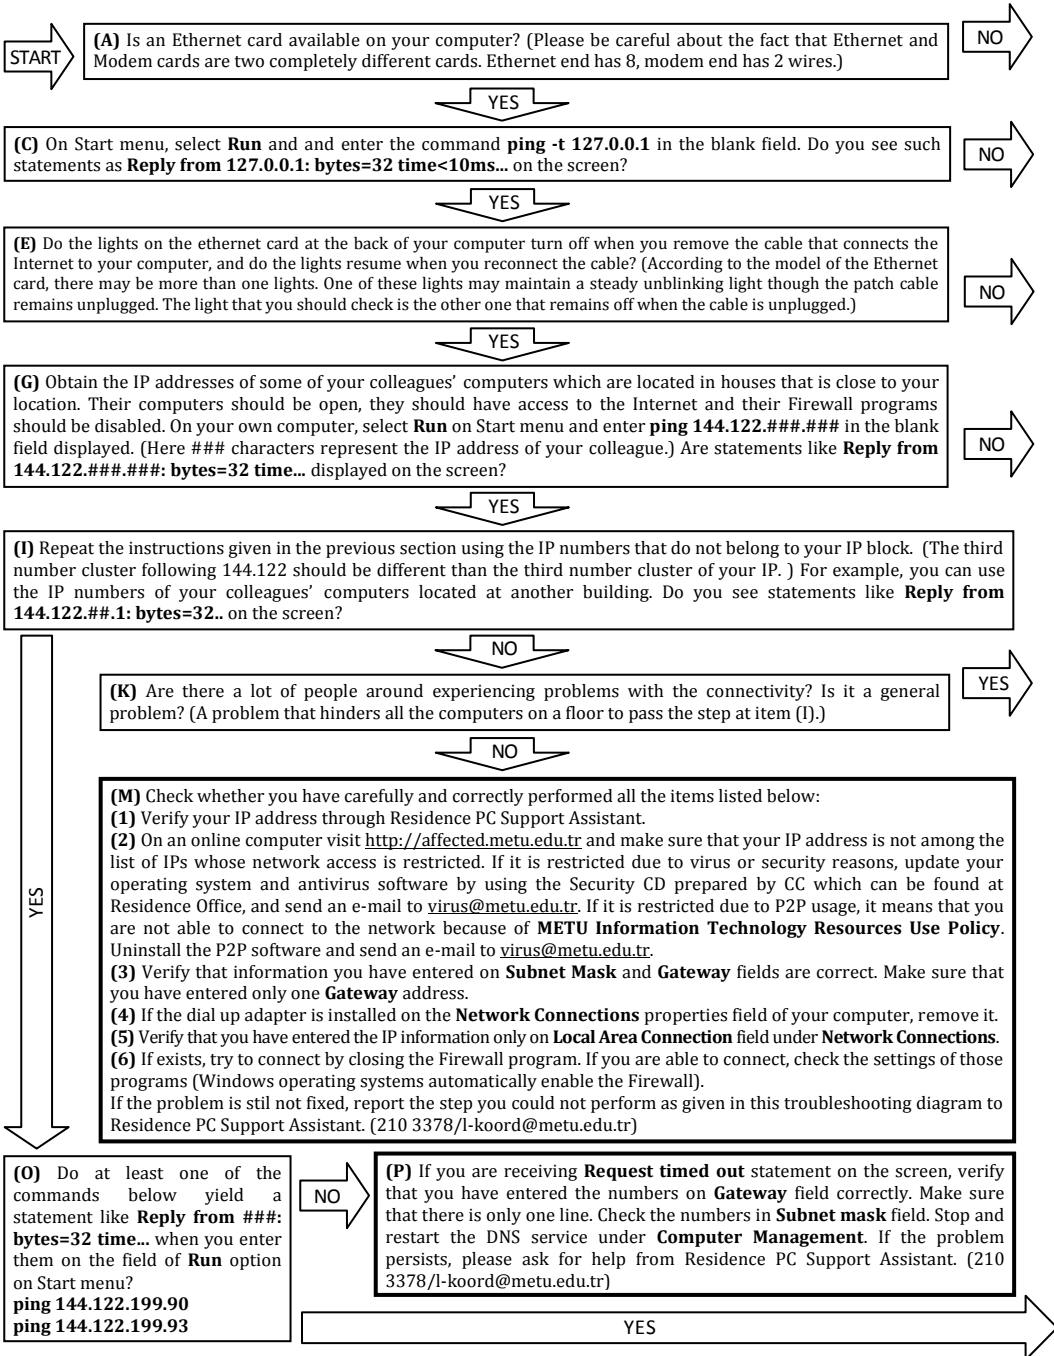 START
(A) Is an Ethernet card available on your computer? (Please be careful about the fact that Ethernet and
Modem cards are two completely different cards. Ethernet end has 8, modem end has 2 wires.)
NO
YES
(C) On Start menu, select Run and and enter the command ping -t 127.0.0.1 in the blank field. Do you see such
statements as Reply from 127.0.0.1: bytes=32 time<10ms... on the screen?
NO
YES
(E) Do the lights on the ethernet card at the back of your computer turn off when you remove the cable that connects the
Internet to your computer, and do the lights resume when you reconnect the cable? (According to the model of the Ethernet
card, there may be more than one lights. One of these lights may maintain a steady unblinking light though the patch cable
remains unplugged. The light that you should check is the other one that remains off when the cable is unplugged.)
NO
YES
(G) Obtain the IP addresses of some of your colleagues' computers which are located in houses that is close to your
location. Their computers should be open, they should have access to the Internet and their Firewall programs
should be disabled. On your own computer, select Run on Start menu and enter ping 144.122.###.### in the blank
field displayed. (Here ### characters represent the IP address of your colleague.) Are statements like Reply from
144.122.###.###: bytes=32 time... displayed on the screen?
NO
YES
(I) Repeat the instructions given in the previous section using the IP numbers that do not belong to your IP block. (The third
number cluster following 144.122 should be different than the third number cluster of your IP. ) For example, you can use
the IP numbers of your colleagues' computers located at another building. Do you see statements like Reply from
144.122.##.1: bytes=32.. on the screen?
NO
(K) Are there a lot of people around experiencing problems with the connectivity? Is it a general
problem? (A problem that hinders all the computers on a floor to pass the step at item (I).)
YES
NO
(M) Check whether you have carefully and correctly performed all the items listed below:
(1) Verify your IP address through Residence PC Support Assistant.
(2) On an online computer visit http://affected.metu.edu.tr and make sure that your IP address is not among the
list of IPs whose network access is restricted. If it is restricted due to virus or security reasons, update your
operating system and antivirus software by using the Security CD prepared by CC which can be found at
Residence Office, and send an e-mail to virus@metu.edu.tr. If it is restricted due to P2P usage, it means that you
are not able to connect to the network because of METU Information Technology Resources Use Policy.
Uninstall the P2P software and send an e-mail to virus@metu.edu.tr.
(3) Verify that information you have entered on Subnet Mask and Gateway fields are correct. Make sure that
you have entered only one Gateway address.
(4) If the dial up adapter is installed on the Network Connections properties field of your computer, remove it.
(5) Verify that you have entered the IP information only on Local Area Connection field under Network Connections.
(6) If exists, try to connect by closing the Firewall program. If you are able to connect, check the settings of those
programs (Windows operating systems automatically enable the Firewall).
If the problem is stil not fixed, report the step you could not perform as given in this troubleshooting diagram to
Residence PC Support Assistant. (210 3378/l-koord@metu.edu.tr)
YES
(O) Do at least one of the
commands below yield a
statement like Reply from ###:
bytes=32 time... when you enter
them on the field of Run option
on Start menu?
ping 144.122.199.90
ping 144.122.199.93
NO
(P) If you are receiving Request timed out statement on the screen, verify
that you have entered the numbers on Gateway field correctly. Make sure
that there is only one line. Check the numbers in Subnet mask field. Stop and
restart the DNS service under Computer Management. If the problem
persists, please ask for help from Residence PC Support Assistant. (210
3378/l-koord@metu.edu.tr)
YES